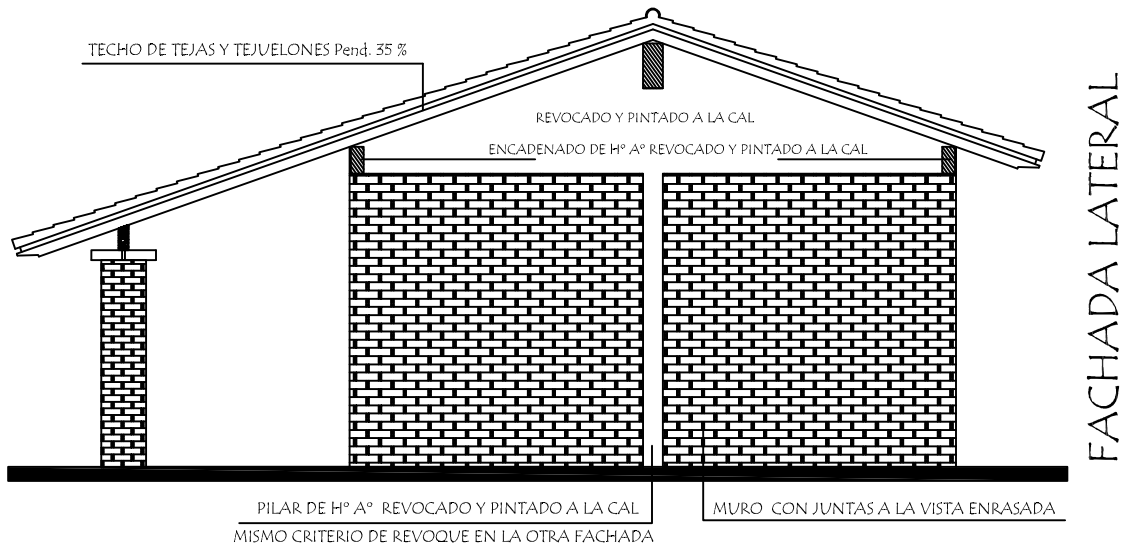 TECHO DE TEJAS Y TEJUELONES Pend. 35 %
REVOCADO Y PINTADO A LA CAL
ENCADENADO DE Hº Aº REVOCADO Y PINTADO A LA CAL
FACHADA LATERAL
PILAR DE Hº Aº REVOCADO Y PINTADO A LA CAL
MISMO CRITERIO DE REVOQUE EN LA OTRA FACHADA
MURO CON JUNTAS A LA VISTA ENRASADA